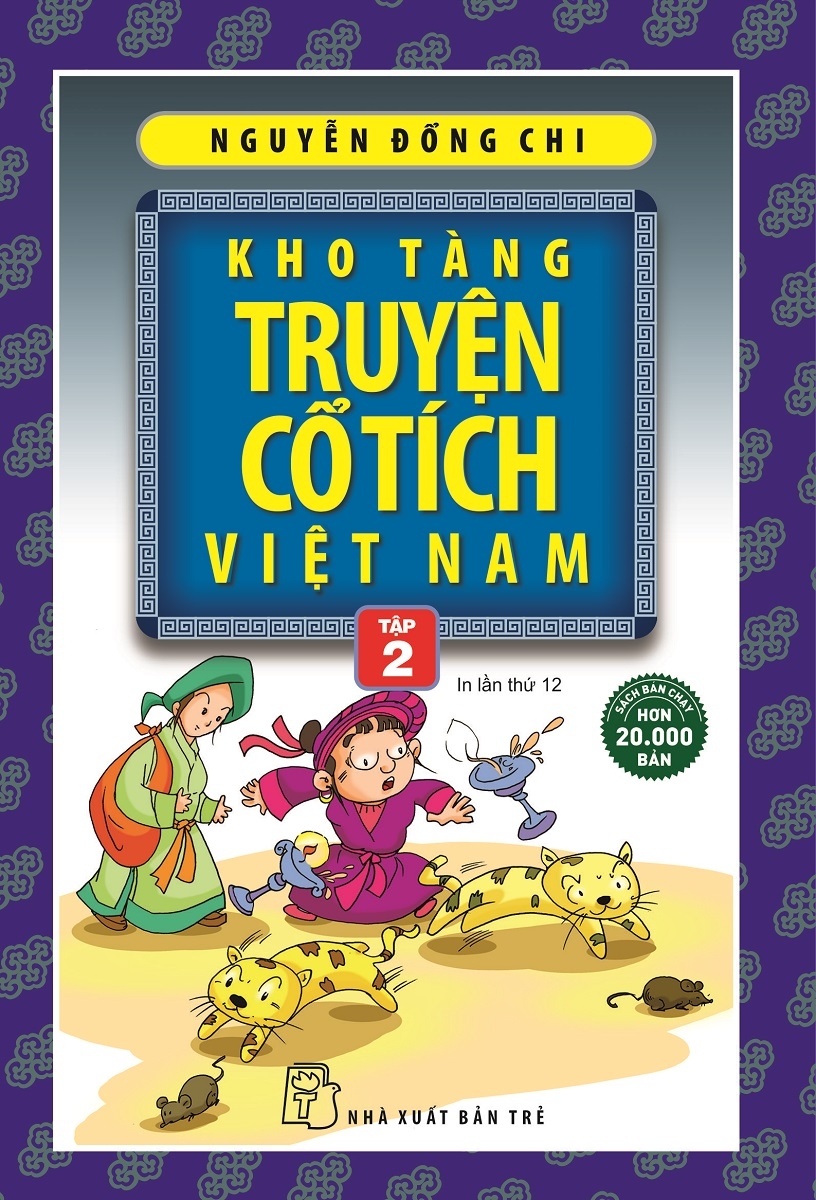 NGUYỄN ĐỔNG CHI
KHO TÀNG
TRUYỆN
CỔ TÍCH
VIỆT NAM
TẬP
2
In lần thứ 12
SÁCH BÁN CHẠY
HƠN
20.000
BẢN
T
NHÀ XUẤT BẢN TRẺ